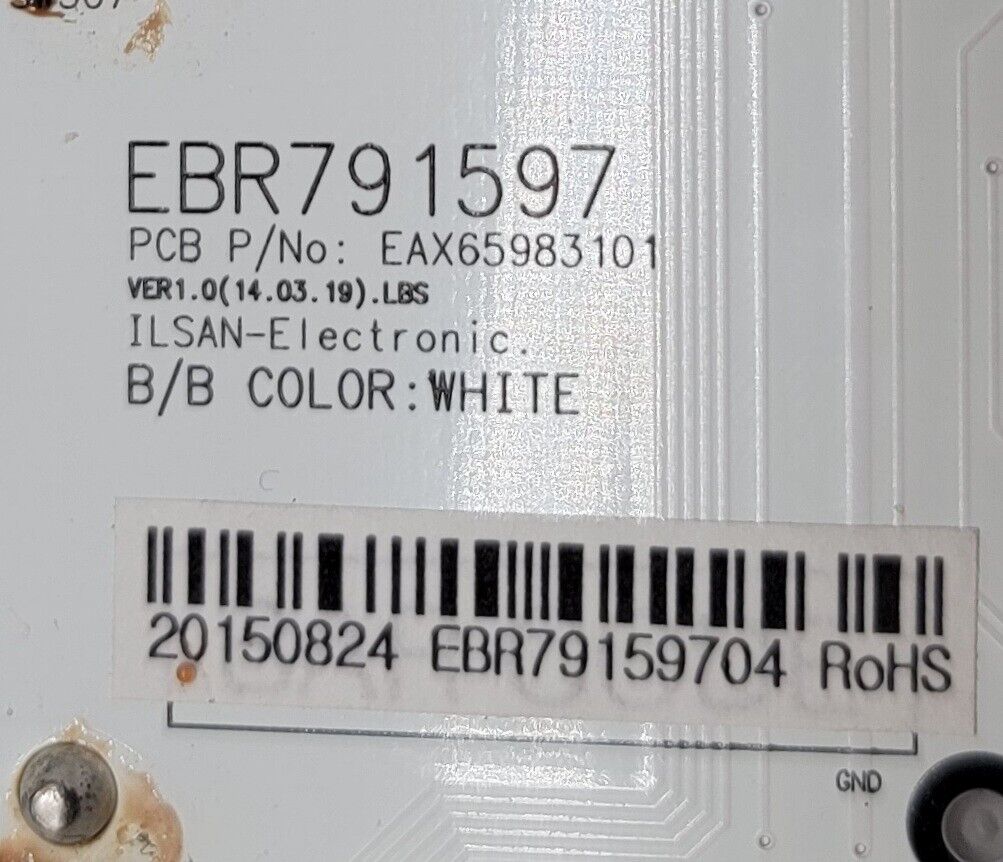 EBR791597
PCB P/No: EAX65983101
VER1.0(14.03.19).LBS
ILSAN-Electronic.
B/B COLOR:WHITE
20150824 EBR79159704 RoHS
GND